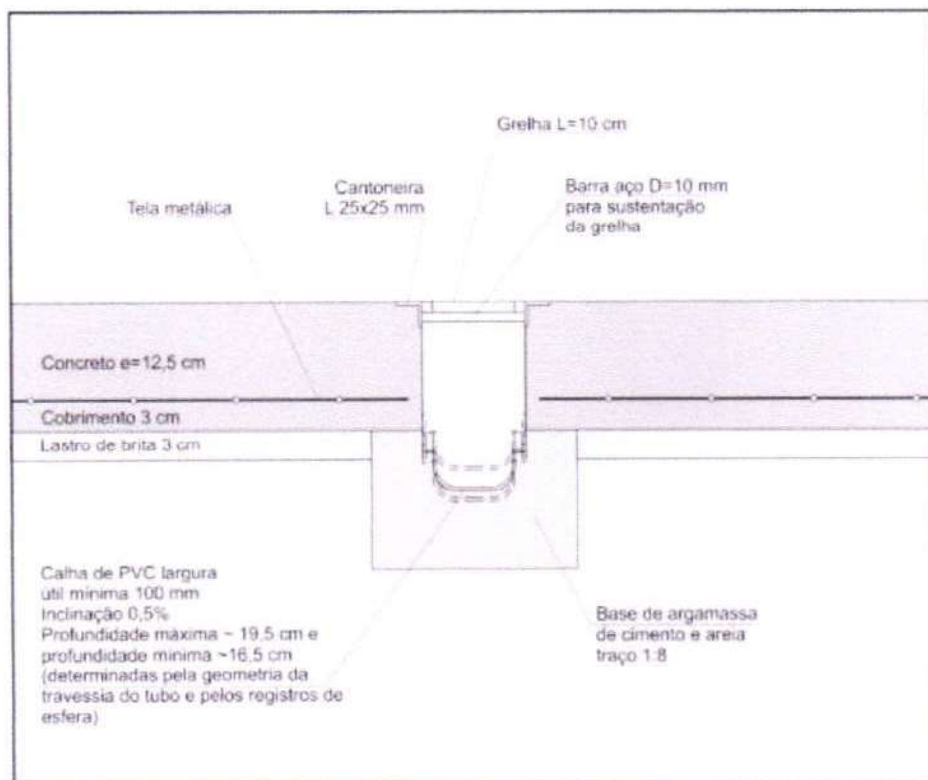 Grelha L=10 cm
Cantoneira
L 25x25 mm
Barra aço D=10 mm
para sustentação
da grelha
Tela metálica
Concreto e=12,5 cm
Cobrimento 3 cm
Lastro de brita 3 cm
Calha de PVC largura
útil mínima 100 mm
Inclinação 0,5%
Profundidade máxima ~ 19,5 cm e
profundidade mínima ~16,5 cm
(determinadas pela geometria da
travessia do tubo e pelos registros de
esfera)
Base de argamassa
de cimento e areia
traço 1:8